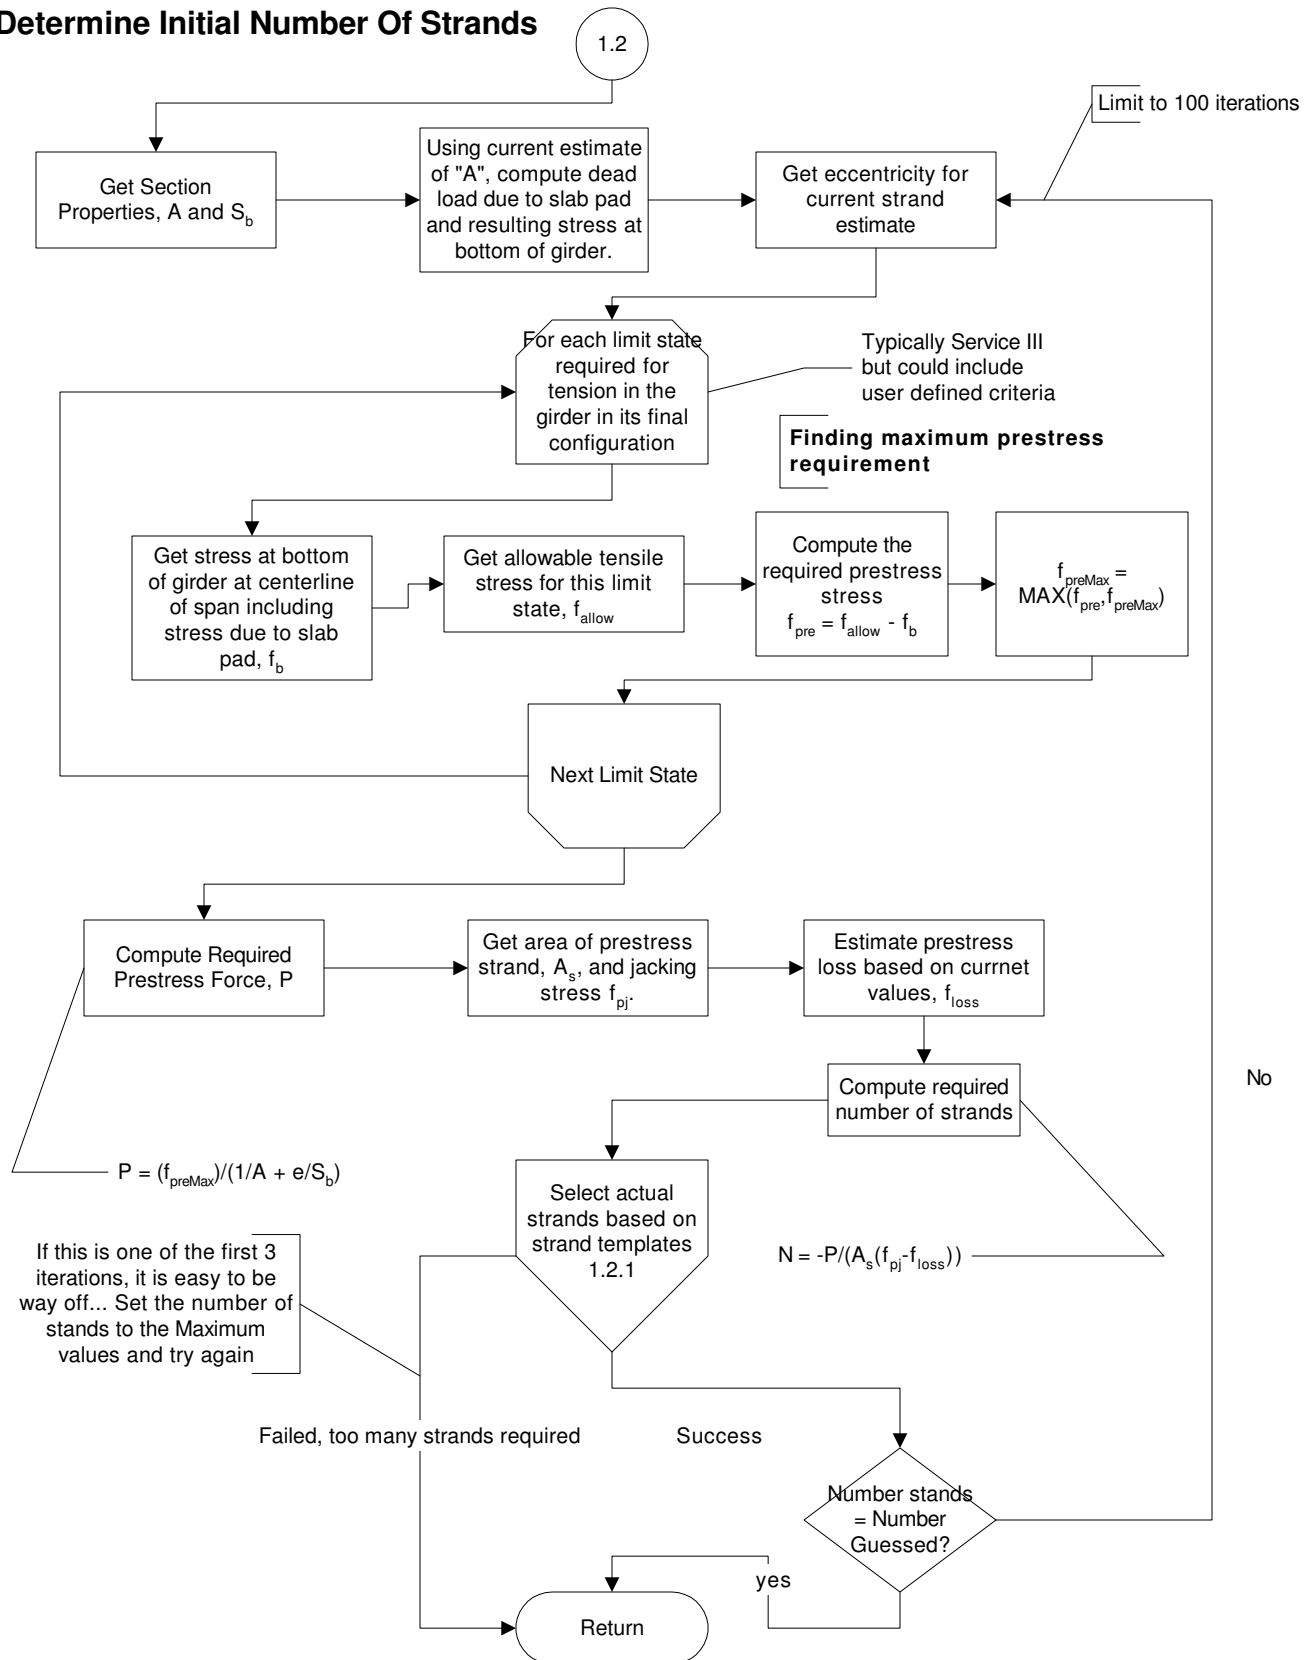 Determine Initial Number Of Strands
1.2
Limit to 100 iterations
Get Section
Properties, A and Sb
Using current estimate
of "A", compute dead
load due to slab pad
and resulting stress at
bottom of girder.
Get eccentricity for
current strand
estimate
For each limit state
required for
tension in the
girder in its final
configuration
Typically Service III
but could include
user defined criteria
Finding maximum prestress
requirement
Get stress at bottom
of girder at centerline
of span including
stress due to slab
pad, fb
Get allowable tensile
stress for this limit
state, fallow
Compute the
required prestress
stress
fpre = fallow - fb
fpreMax =
MAX(fpre,fpreMax)
Next Limit State
Compute Required
Prestress Force, P
Get area of prestress
strand, As, and jacking
stress fpj.
Estimate prestress
loss based on currnet
values, floss
Compute required
number of strands
No
P = (fpreMax)/(1/A + e/Sb)
Select actual
strands based on
strand templates
1.2.1
N = -P/(As(fpj-floss))
If this is one of the first 3
iterations, it is easy to be
way off... Set the number of
stands to the Maximum
values and try again
Failed, too many strands required
Success
Number stands
= Number
Guessed?
yes
Return